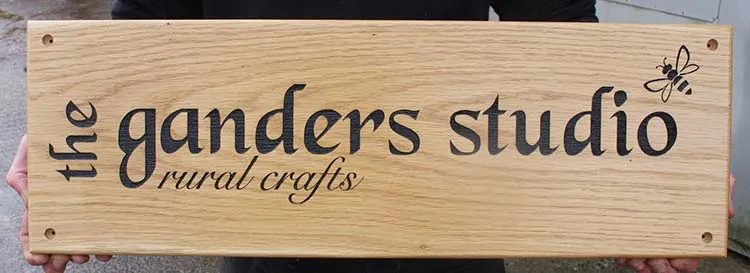 the
ganders studio
rural crafts